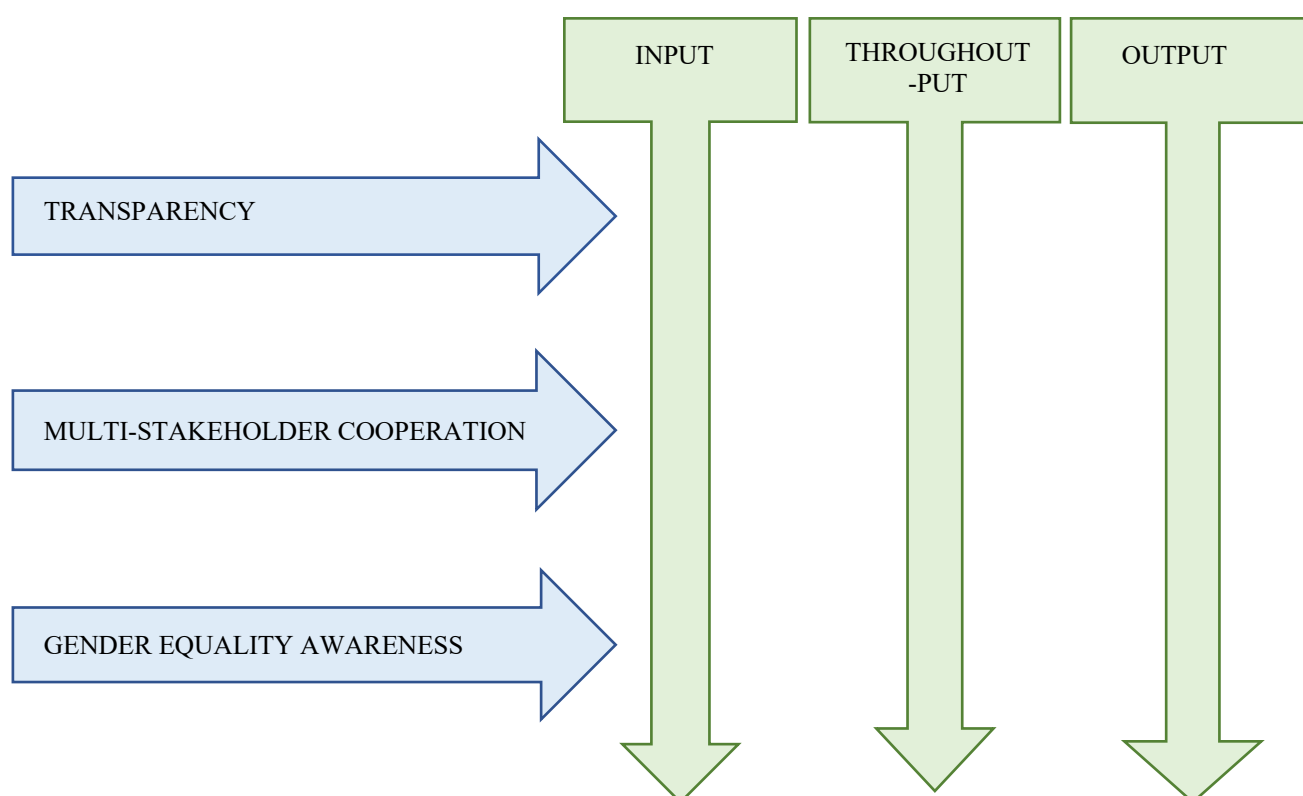 INPUT
THROUGHOUT
-PUT
OUTPUT
TRANSPARENCY
MULTI-STAKEHOLDER COOPERATION
GENDER EQUALITY AWARENESS